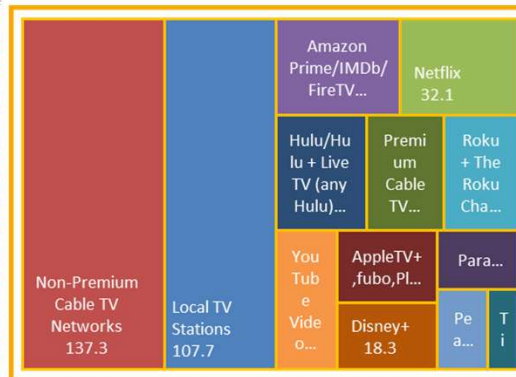 Non-Premium
Cable TV
Networks
137.3
Local TV
Stations
107.7
Amazon
Prime/IMDb/
FireTV...
Netflix
32.1
Hulu/Hu
lu + Live
TV (any
Hulu)...
Premi
um
Cable
TV...
Roku
+ The
Roku
Cha...
You
Tub
e
Vide
o...
AppleTV+
,fubo,Pl...
Disney+
18.3
Para...
Pe
a...
T
i